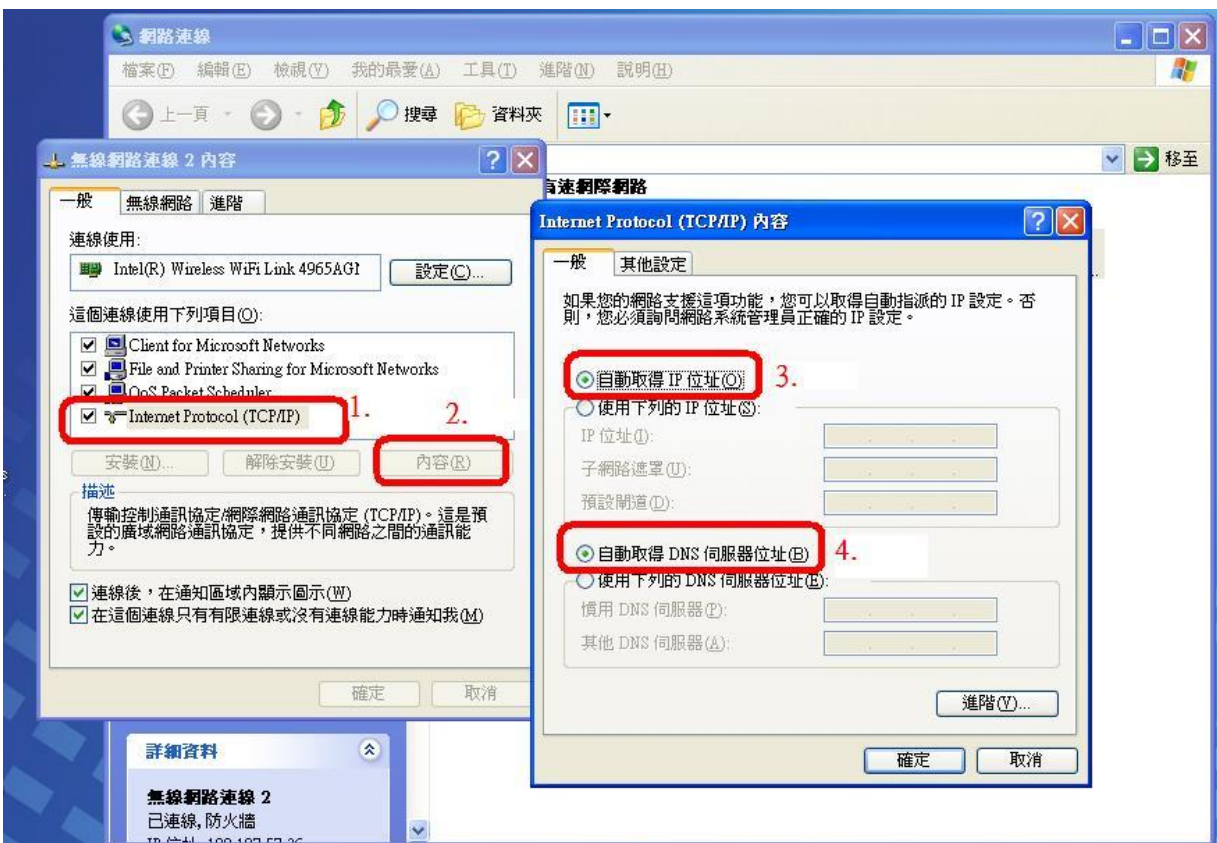 網路連線
檔案(F) 編輯(E) 檢視(V) 我的最愛(A) 工具(T) 進階(N) 說明(H)
上一頁 搜尋 資料夾
移至
高速網際網路
無線網路連線 2 內容
一般 無線網路 進階
連線使用:
Intel(R) Wireless WiFi Link 4965AG
設定(C)...
這個連線使用下列項目(O):
Client for Microsoft Networks
File and Printer Sharing for Microsoft Networks
QoS Packet Scheduler
Internet Protocol (TCP/IP)
1.
2.
安裝(N)... 解除安裝(U) 內容(R)
描述
傳輸控制通訊協定/網際網路通訊協定 (TCP/IP)。這是預
設的廣域網路通訊協定,提供不同網路之間的通訊能
力。
連線後,在通知區域內顯示圖示(W)
在這個連線只有有限連線或沒有連線能力時通知我(M)
確定 取消
Internet Protocol (TCP/IP) 內容
一般 其他設定
如果您的網路支援這項功能,您可以取得自動指派的 IP 設定。否
則,您必須詢問網路系統管理員正確的 IP 設定。
自動取得 IP 位址(O)
3.
使用下列的 IP 位址(S):
IP 位址(I):
子網路遮罩(U):
預設閘道(D):
自動取得 DNS 伺服器位址(B)
4.
使用下列的 DNS 伺服器位址(E):
慣用 DNS 伺服器(P):
其他 DNS 伺服器(A):
進階(V)...
確定 取消
詳細資料
無線網路連線 2
已連線, 防火牆